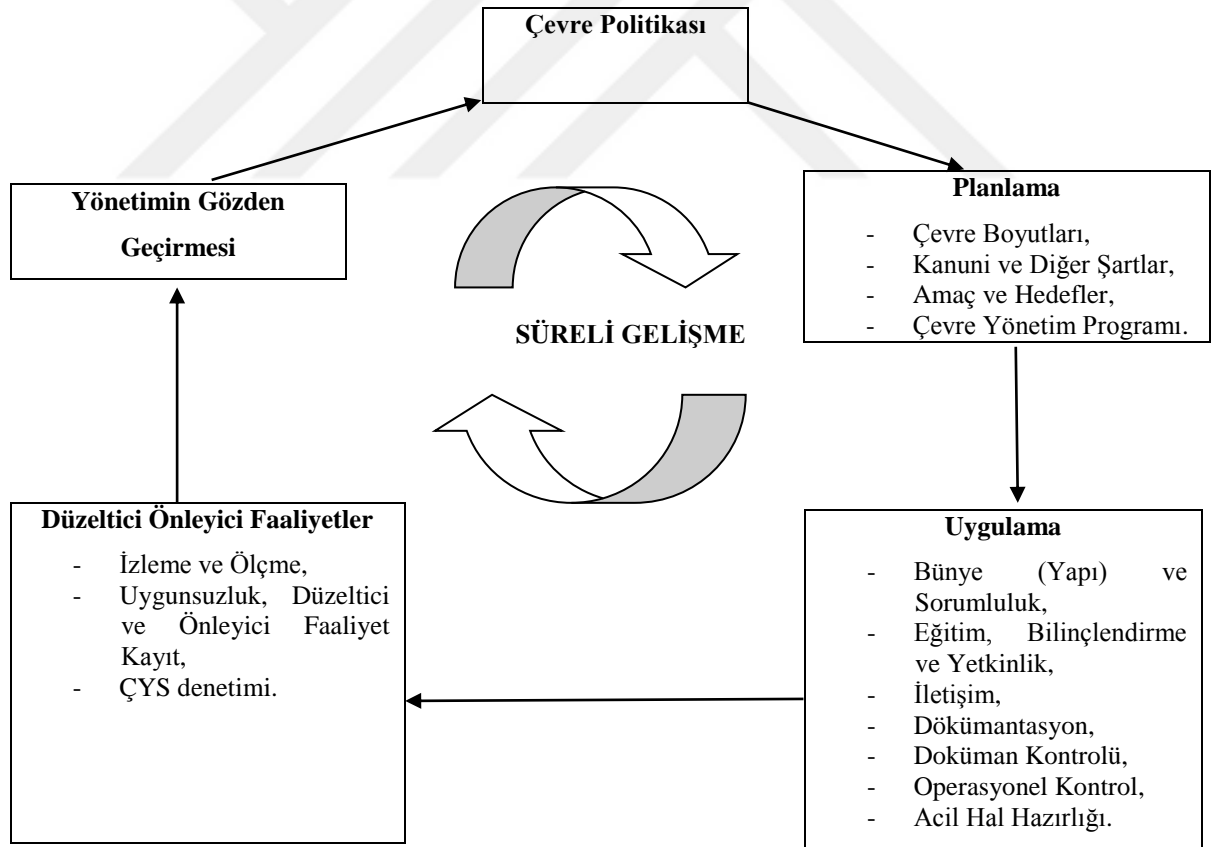 Çevre Politikası
Yönetimin Gözden
Geçirmesi
Planlama
- Çevre Boyutları,
- Kanuni ve Diğer Şartlar,
- Amaç ve Hedefler,
- Çevre Yönetim Programı.
SÜRELİ GELİŞME
Düzeltici Önleyici Faaliyetler
- İzleme ve Ölçme,
- Uygunsuzluk, Düzeltici
ve Önleyici Faaliyet
Kayıt,
- ÇYS denetimi.
Uygulama
- Bünye (Yapı) ve
Sorumluluk,
- Eğitim, Bilinçlendirme
ve Yetkinlik,
- İletişim,
- Dökümantasyon,
- Doküman Kontrolü,
- Operasyonel Kontrol,
- Acil Hal Hazırlığı.